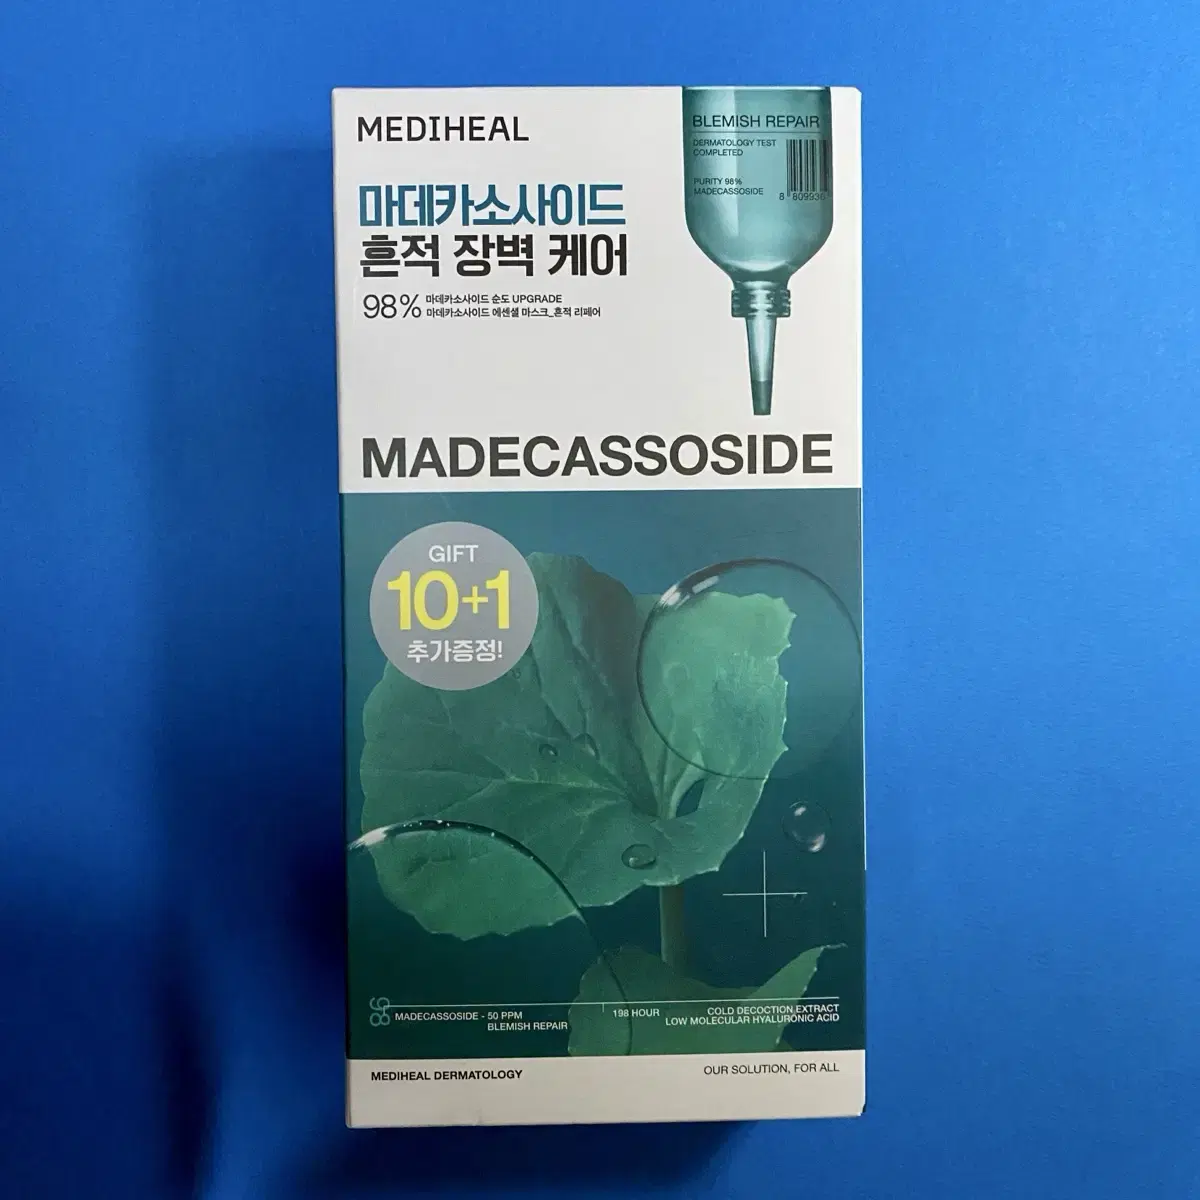 MEDIHEAL
마데카소사이드
흔적 장벽 케어
98%
마데카소사이드 순도 UPGRADE
마데카소사이드 에센셜 마스크_흔적 리페어
BLEMISH REPAIR
DERMATOLOGY TEST
COMPLETED
PURITY 98%
MADECASSOSIDE
8 809936
MADECASSOSIDE
GIFT
10+1
추가증정!
MADECASSOSIDE - 50 PPM
BLEMISH REPAIR
198 HOUR
COLD DECOCTION EXTRACT
LOW MOLECULAR HYALURONIC ACID
MEDIHEAL DERMATOLOGY
OUR SOLUTION, FOR ALL